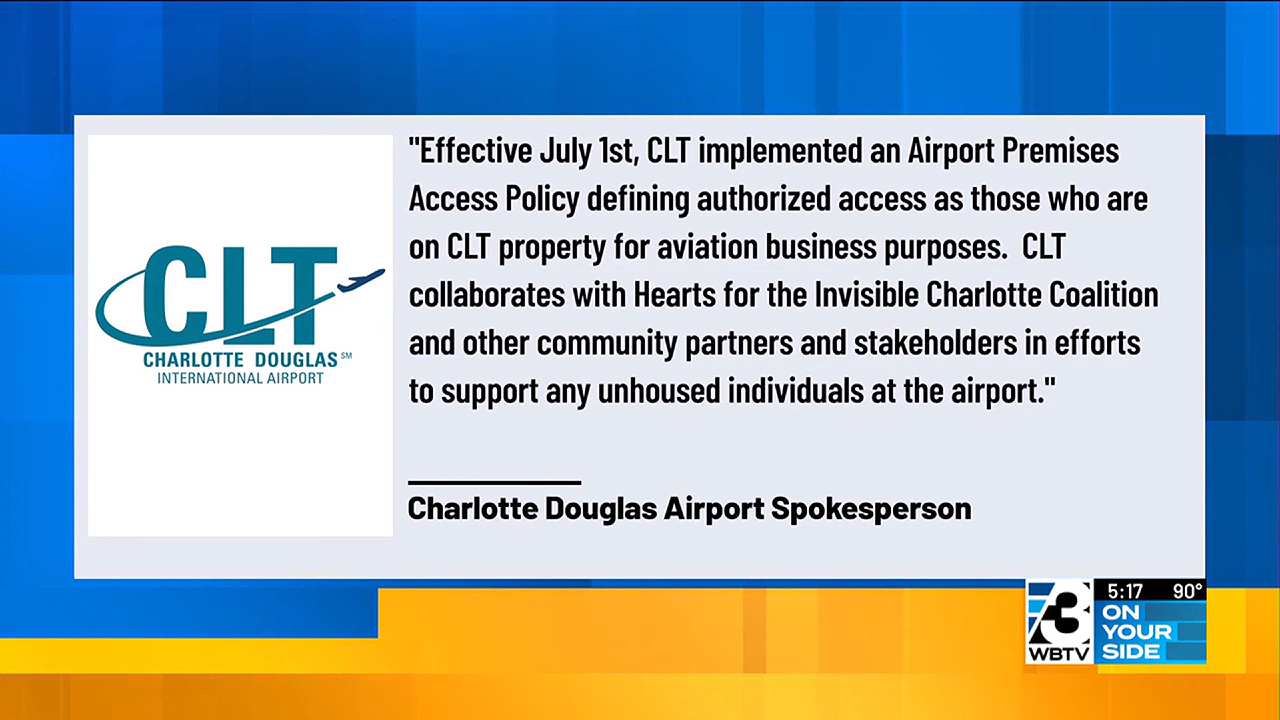 "Effective July 1st, CLT implemented an Airport Premises
Access Policy defining authorized access as those who are
on CLT property for aviation business purposes.  CLT
collaborates with Hearts for the Invisible Charlotte Coalition
and other community partners and stakeholders in efforts
to support any unhoused individuals at the airport."
Charlotte Douglas Airport Spokesperson
CLT
CHARLOTTE DOUGLAS℠
INTERNATIONAL AIRPORT
3
WBTV
5:17 90°
ON
YOUR
SIDE